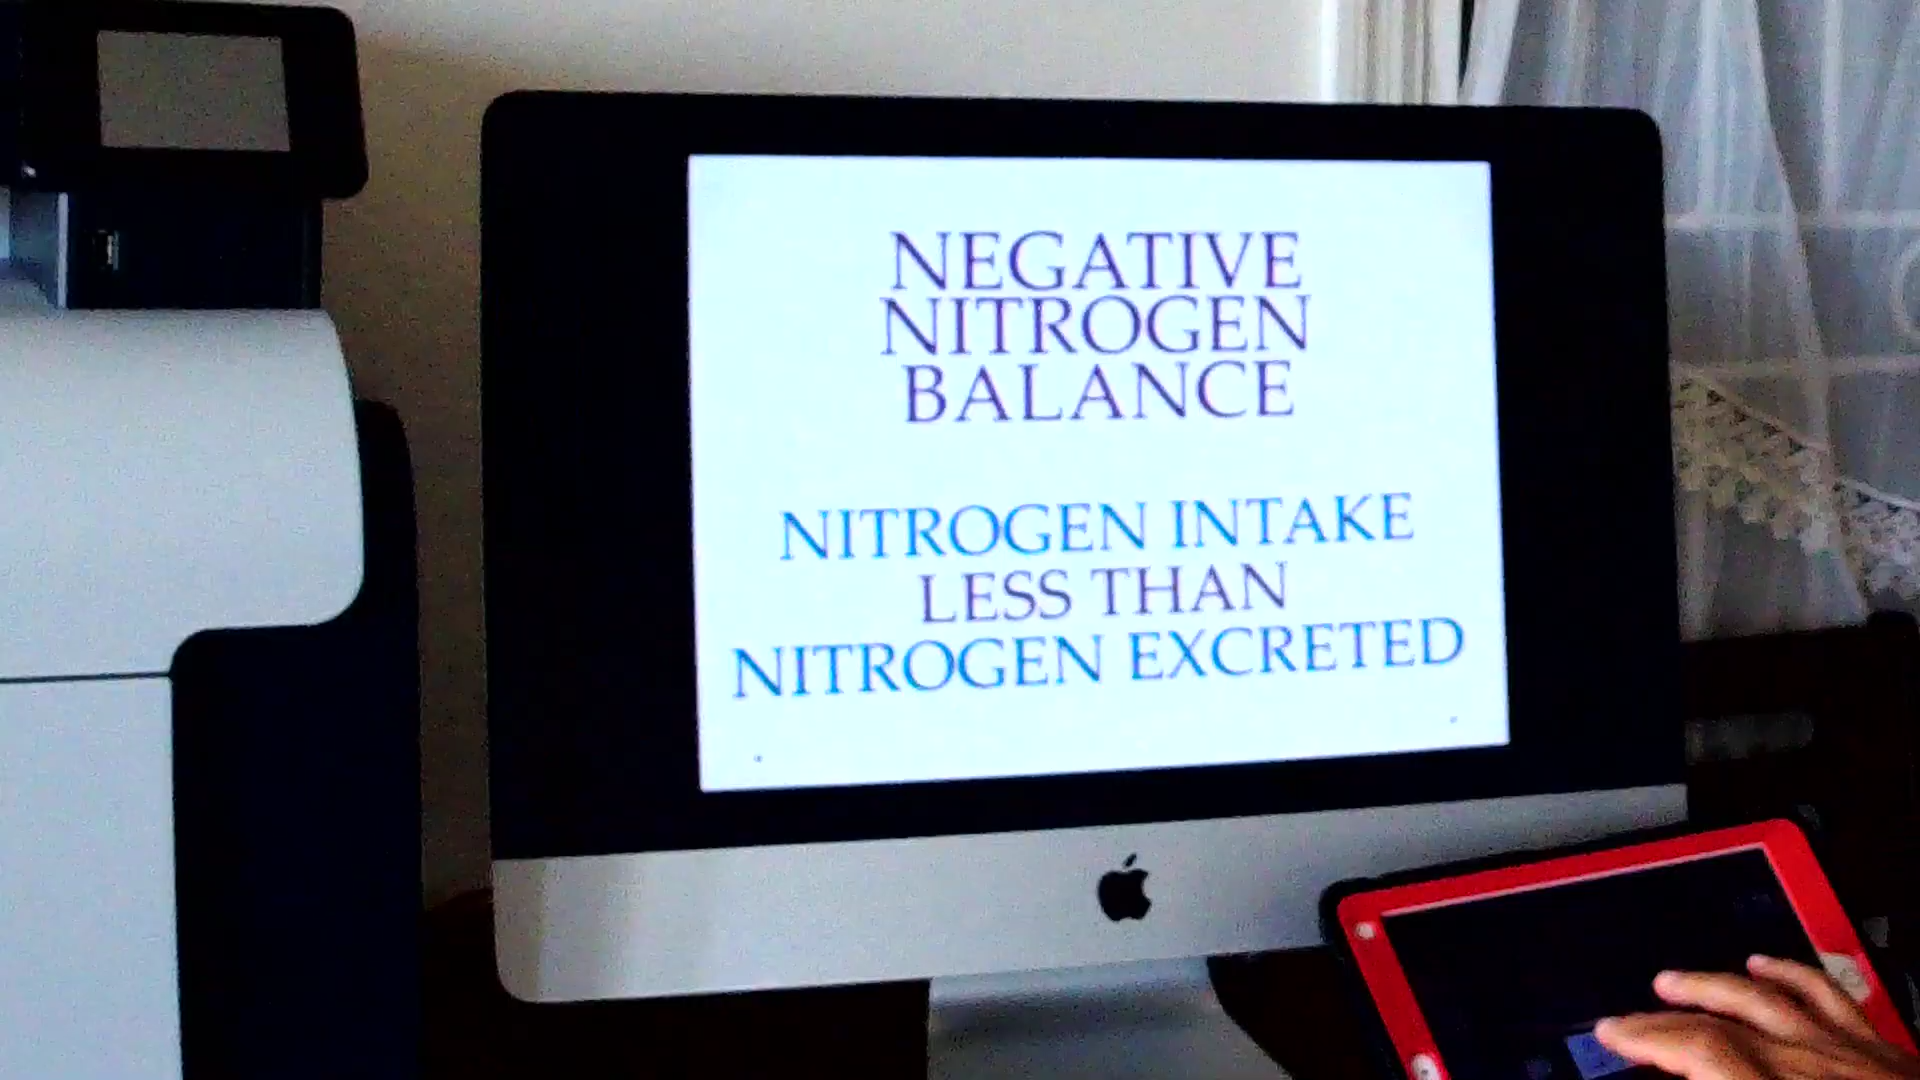 NEGATIVE
NITROGEN
BALANCE
NITROGEN INTAKE
LESS THAN
NITROGEN EXCRETED